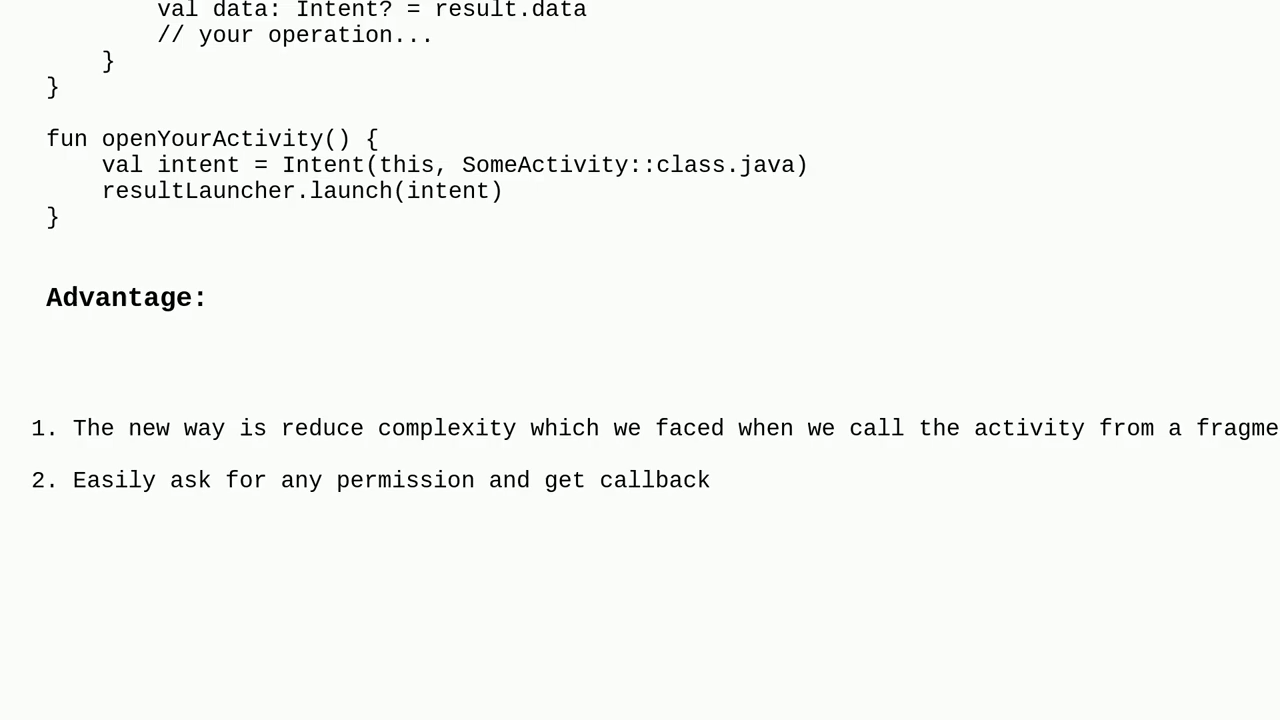 val data: Intent? = result.data
// your operation...
}
}
fun openYourActivity() {
val intent = Intent(this, SomeActivity::class.java)
resultLauncher.launch(intent)
}
Advantage:
1. The new way is reduce complexity which we faced when we call the activity from a fragme
2. Easily ask for any permission and get callback